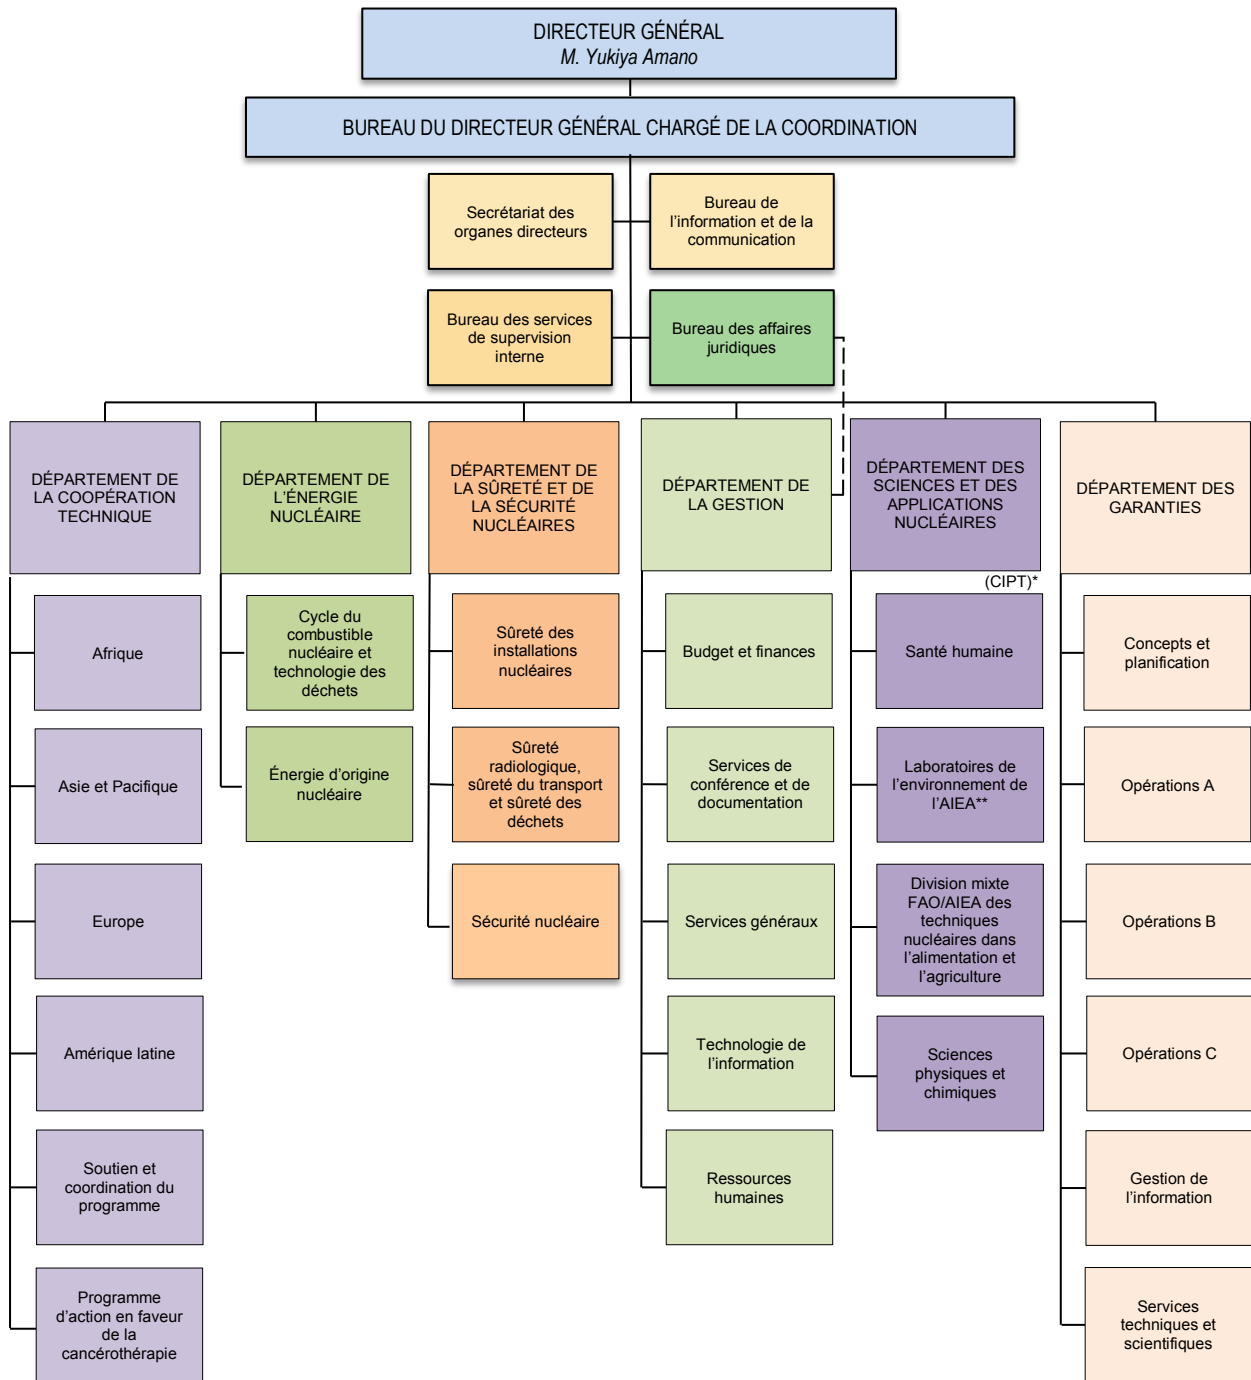 DIRECTEUR GÉNÉRAL
M. Yukiya Amano
BUREAU DU DIRECTEUR GÉNÉRAL CHARGÉ DE LA COORDINATION
Secrétariat des
organes directeurs
Bureau de
l'information et de la
communication
Bureau des services
de supervision
interne
Bureau des affaires
juridiques
DÉPARTEMENT DE
LA COOPÉRATION
TECHNIQUE
DÉPARTEMENT DE
L'ÉNERGIE
NUCLÉAIRE
DÉPARTEMENT DE
LA SÛRETÉ ET DE
LA SÉCURITÉ
NUCLÉAIRES
DÉPARTEMENT DE
LA GESTION
DÉPARTEMENT DES
SCIENCES ET DES
APPLICATIONS
NUCLÉAIRES
DÉPARTEMENT DES
GARANTIES
(CIPT)*
Afrique
Asie et Pacifique
Europe
Amérique latine
Soutien et
coordination du
programme
Programme
d'action en faveur
de la
cancérothérapie
Cycle du
combustible
nucléaire et
technologie des
déchets
Énergie d'origine
nucléaire
Sûreté des
installations
nucléaires
Sûreté
radiologique,
sûreté du transport
et sûreté des
déchets
Sécurité nucléaire
Budget et finances
Services de
conférence et de
documentation
Services généraux
Technologie de
l'information
Ressources
humaines
Santé humaine
Laboratoires de
l'environnement de
l'AIEA**
Division mixte
FAO/AIEA des
techniques
nucléaires dans
l'alimentation et
l'agriculture
Sciences
physiques et
chimiques
Concepts et
planification
Opérations A
Opérations B
Opérations C
Gestion de
l'information
Services
techniques et
scientifiques